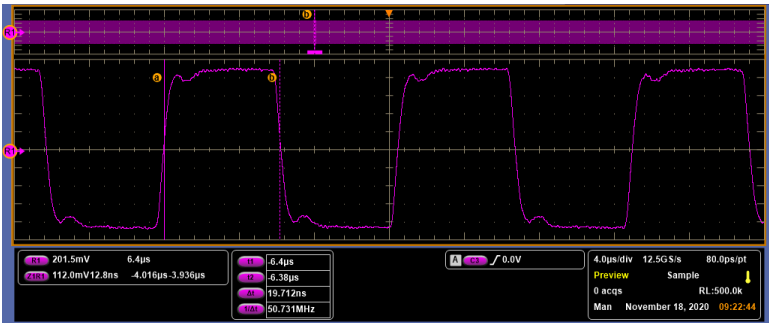 b
R1
a
b
R1
R1 201.5mV 6.4µs
Z1R1 112.0mV 12.8ns -4.016µs -3.936µs
t1 -6.4µs
t2 -6.38µs
Δt 19.712ns
1/Δt 50.731MHz
A C3 0.0V
4.0µs/div 12.5GS/s 80.0ps/pt
Preview Sample
0 acqs RL:500.0k
Man November 18, 2020 09:22:44